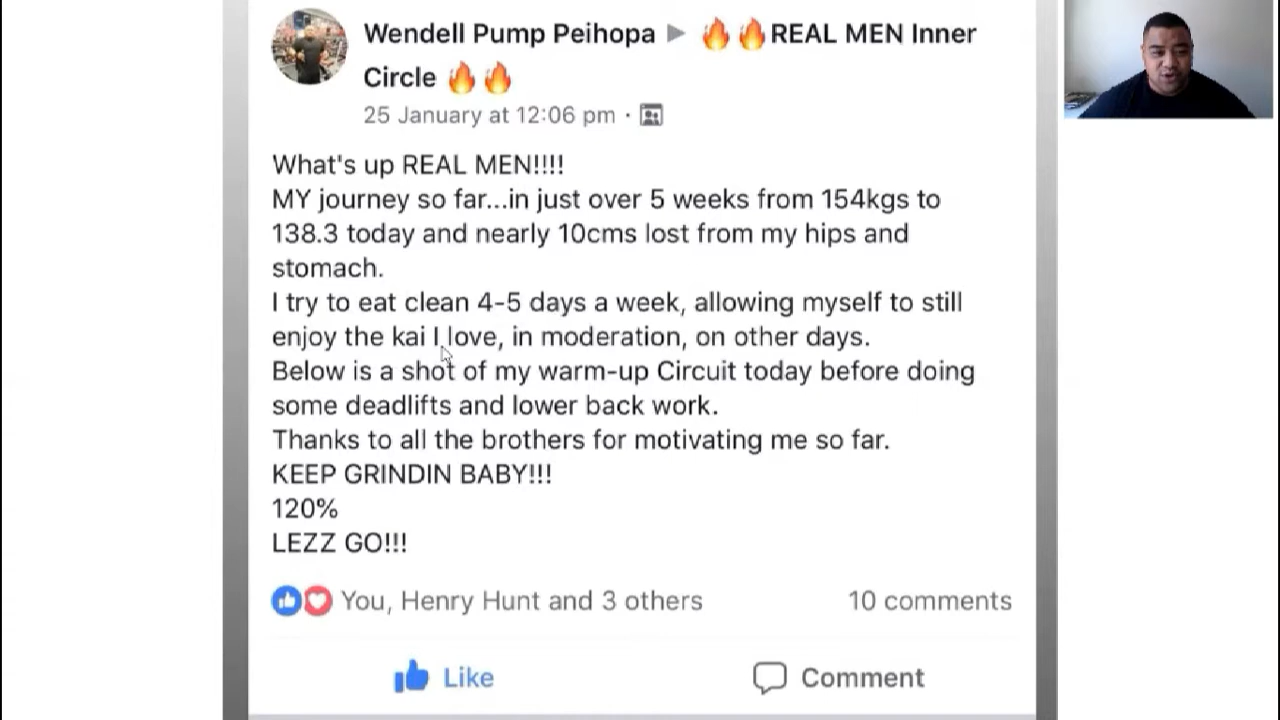 Wendell Pump Peihopa ▶ 🔥🔥REAL MEN Inner
Circle 🔥🔥
25 January at 12:06 pm ·
What's up REAL MEN!!!!
MY journey so far...in just over 5 weeks from 154kgs to
138.3 today and nearly 10cms lost from my hips and
stomach.
I try to eat clean 4-5 days a week, allowing myself to still
enjoy the kai I love, in moderation, on other days.
Below is a shot of my warm-up Circuit today before doing
some deadlifts and lower back work.
Thanks to all the brothers for motivating me so far.
KEEP GRINDIN BABY!!!
120%
LEZZ GO!!!
You, Henry Hunt and 3 others 10 comments
Like Comment